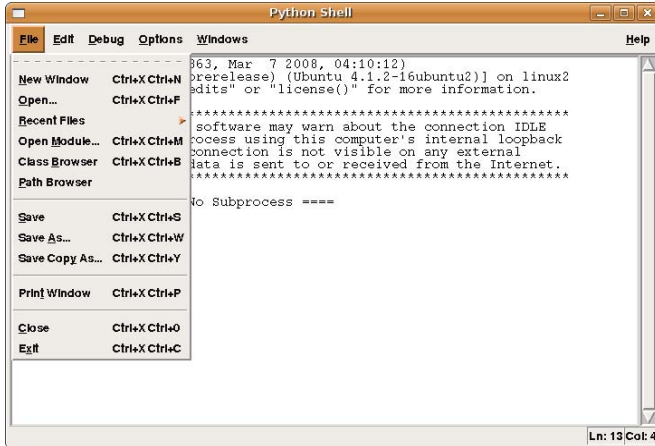 Python Shell
File Edit Debug Options Windows Help
New Window Ctrl+X Ctrl+N
Open... Ctrl+X Ctrl+F
Recent Files
Open Module... Ctrl+X Ctrl+M
Class Browser Ctrl+X Ctrl+B
Path Browser
Save Ctrl+X Ctrl+S
Save As... Ctrl+X Ctrl+W
Save Copy As... Ctrl+X Ctrl+Y
Print Window Ctrl+X Ctrl+P
Close Ctrl+X Ctrl+0
Exit Ctrl+X Ctrl+C
363, Mar 7 2008, 04:10:12)
prerelease) (Ubuntu 4.1.2-16ubuntu2)] on linux2
edits" or "license()" for more information.
****************************************************
software may warn about the connection IDLE
rocess using this computer's internal loopback
connection is not visible on any external
data is sent to or received from the Internet.
****************************************************
No Subprocess ====
Ln: 13 Col: 4